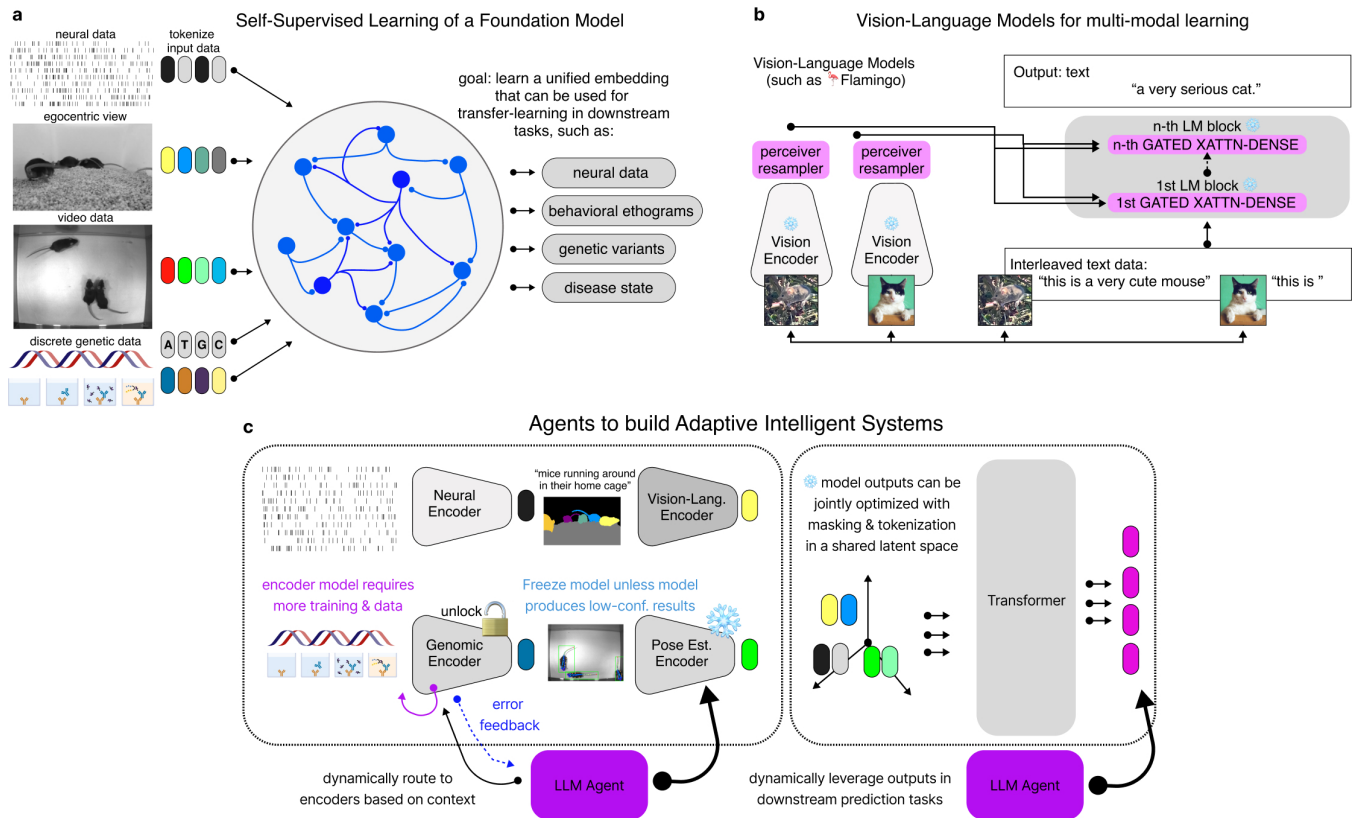 a
Self-Supervised Learning of a Foundation Model
neural data
tokenize
input data
egocentric view
video data
discrete genetic data
A T G C
goal: learn a unified embedding
that can be used for
transfer-learning in downstream
tasks, such as:
neural data
behavioral ethograms
genetic variants
disease state
b
Vision-Language Models for multi-modal learning
Vision-Language Models
(such as 🦩Flamingo)
Output: text
“a very serious cat.”
perceiver
resampler
perceiver
resampler
n-th LM block
n-th GATED XATTN-DENSE
1st LM block
1st GATED XATTN-DENSE
Vision
Encoder
Vision
Encoder
Interleaved text data:
“this is a very cute mouse”
“this is ”
c
Agents to build Adaptive Intelligent Systems
Neural
Encoder
“mice running around
in their home cage”
Vision-Lang.
Encoder
encoder model requires
more training & data
unlock
Freeze model unless model
produces low-conf. results
Genomic
Encoder
Pose Est.
Encoder
error
feedback
dynamically route to
encoders based on context
LLM Agent
model outputs can be
jointly optimized with
masking & tokenization
in a shared latent space
Transformer
dynamically leverage outputs in
downstream prediction tasks
LLM Agent